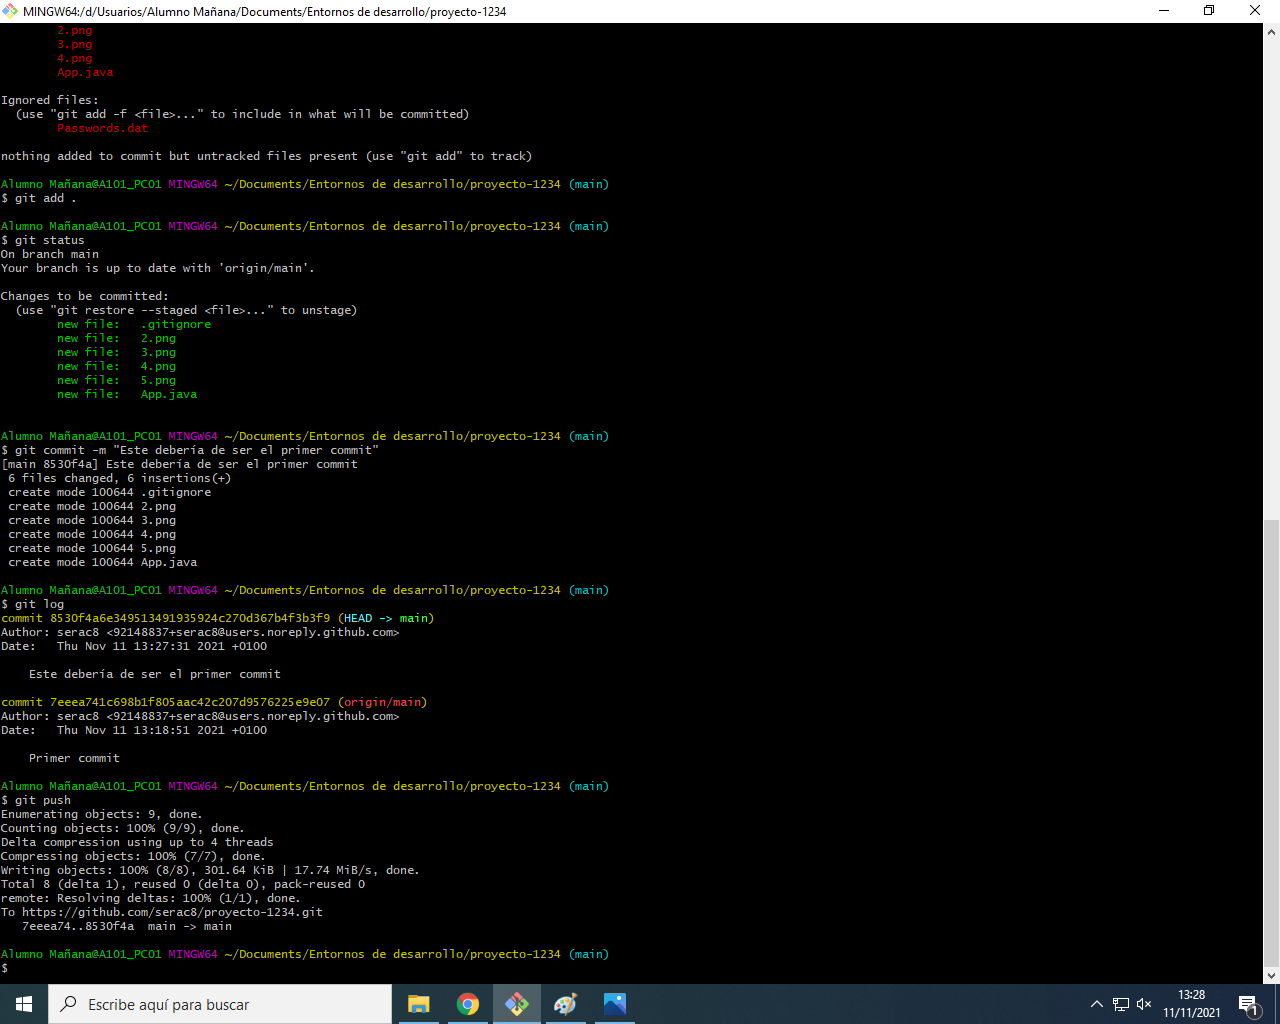 MINGW64:/d/Usuarios/Alumno Mañana/Documents/Entornos de desarrollo/proyecto-1234
2.png
3.png
4.png
App.java
Ignored files:
(use "git add -f <file>..." to include in what will be committed)
Passwords.dat
nothing added to commit but untracked files present (use "git add" to track)
Alumno Mañana@A101_PC01 MINGW64 ~/Documents/Entornos de desarrollo/proyecto-1234 (main)
$ git add .
Alumno Mañana@A101_PC01 MINGW64 ~/Documents/Entornos de desarrollo/proyecto-1234 (main)
$ git status
On branch main
Your branch is up to date with 'origin/main'.
Changes to be committed:
(use "git restore --staged <file>..." to unstage)
new file:   .gitignore
new file:   2.png
new file:   3.png
new file:   4.png
new file:   5.png
new file:   App.java
Alumno Mañana@A101_PC01 MINGW64 ~/Documents/Entornos de desarrollo/proyecto-1234 (main)
$ git commit -m "Este debería de ser el primer commit"
[main 8530f4a] Este debería de ser el primer commit
6 files changed, 6 insertions(+)
create mode 100644 .gitignore
create mode 100644 2.png
create mode 100644 3.png
create mode 100644 4.png
create mode 100644 5.png
create mode 100644 App.java
Alumno Mañana@A101_PC01 MINGW64 ~/Documents/Entornos de desarrollo/proyecto-1234 (main)
$ git log
commit 8530f4a6e349513491935924c270d367b4f3b3f9 (HEAD -> main)
Author: serac8 <92148837+serac8@users.noreply.github.com>
Date:   Thu Nov 11 13:27:31 2021 +0100
Este debería de ser el primer commit
commit 7eeea741c698b1f805aac42c207d9576225e9e07 (origin/main)
Author: serac8 <92148837+serac8@users.noreply.github.com>
Date:   Thu Nov 11 13:18:51 2021 +0100
Primer commit
Alumno Mañana@A101_PC01 MINGW64 ~/Documents/Entornos de desarrollo/proyecto-1234 (main)
$ git push
Enumerating objects: 9, done.
Counting objects: 100% (9/9), done.
Delta compression using up to 4 threads
Compressing objects: 100% (7/7), done.
Writing objects: 100% (8/8), 301.64 KiB | 17.74 MiB/s, done.
Total 8 (delta 1), reused 0 (delta 0), pack-reused 0
remote: Resolving deltas: 100% (1/1), done.
To https://github.com/serac8/proyecto-1234.git
7eeea74..8530f4a  main -> main
Alumno Mañana@A101_PC01 MINGW64 ~/Documents/Entornos de desarrollo/proyecto-1234 (main)
$
Escribe aquí para buscar
13:28
11/11/2021
1